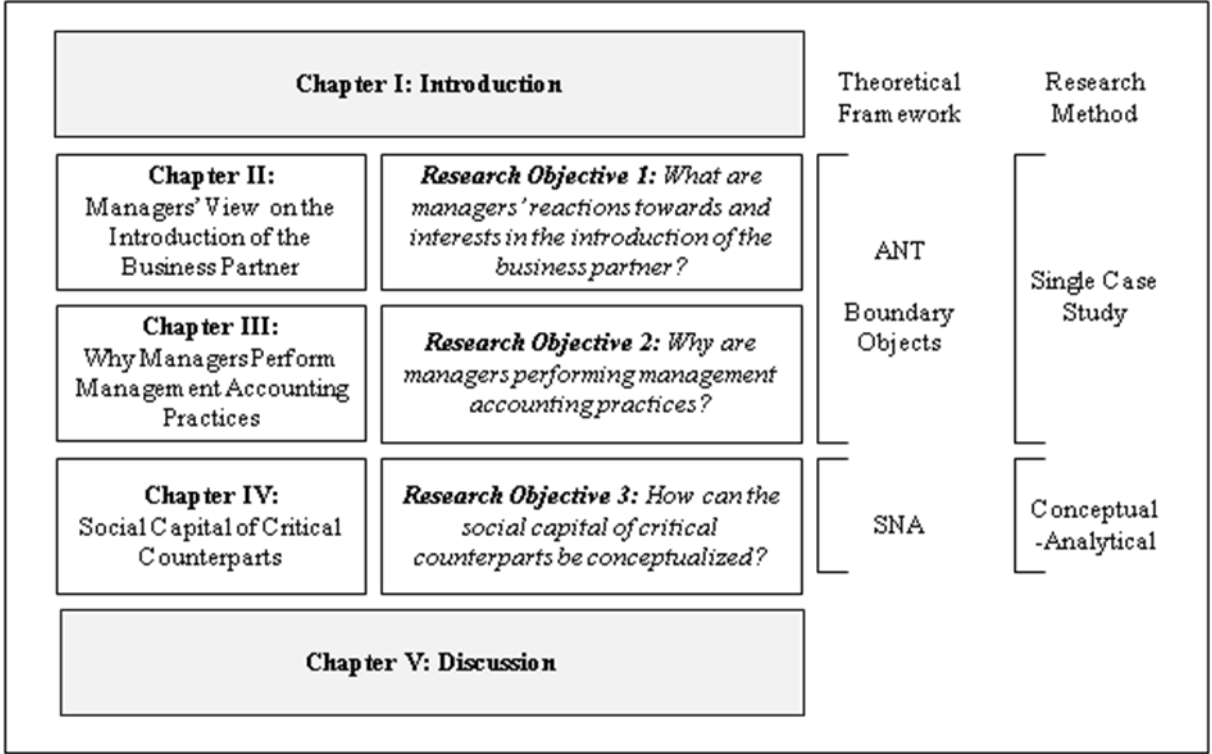 Chapter I: Introduction
Theoretical
Framework
Research
Method
Chapter II:
Managers' View on the
Introduction of the
Business Partner
Research Objective 1: What are
managers' reactions towards and
interests in the introduction of the
business partner?
Chapter III:
Why Managers Perform
Management Accounting
Practices
Research Objective 2: Why are
managers performing management
accounting practices?
ANT
Boundary
Objects
Single Case
Study
Chapter IV:
Social Capital of Critical
Counterparts
Research Objective 3: How can the
social capital of critical
counterparts be conceptualized?
SNA
Conceptual
-Analytical
Chapter V: Discussion